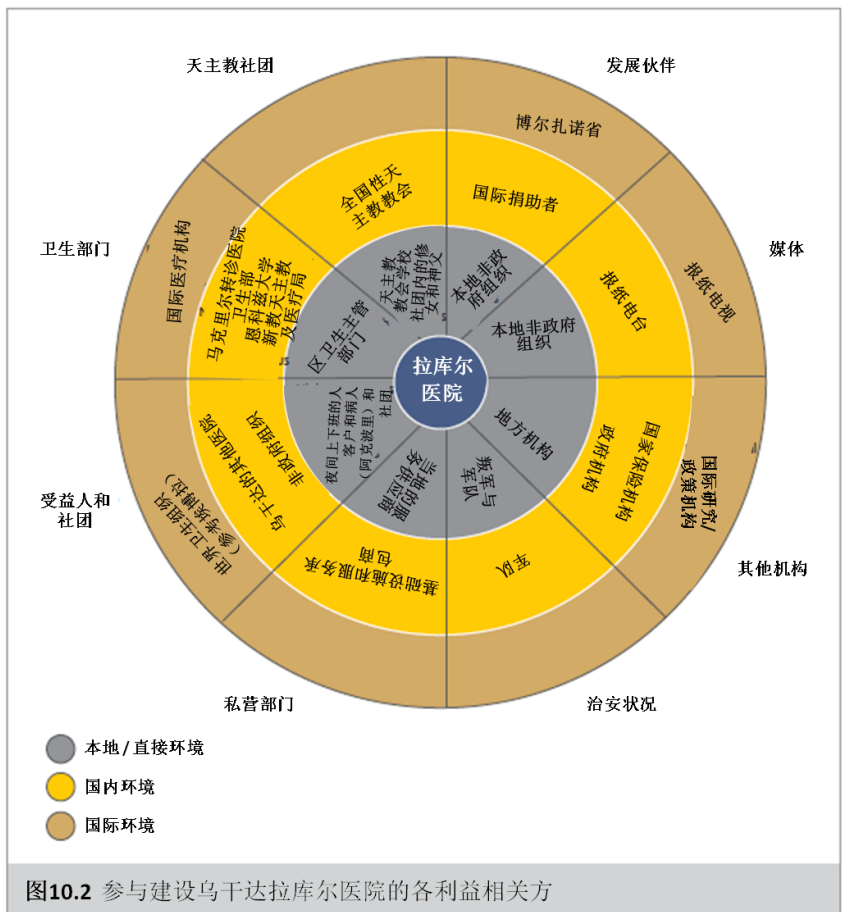 天主教社团
发展伙伴
博尔扎诺省
全国性天
主教教会
国际捐助者
卫生部门
媒体
国际医疗机构
马克里尔转诊医院
卫生部
恩科兹大学
新教天主教
及医疗局
天主教
教会学校
社团内的修
女和神父
本地非政
府组织
报纸电台
报纸电视
区卫生主管
部门
本地非政府
组织
拉库尔
医院
夜间上下班的人
客户和病人
（阿克波里）和
社团
地方机构
非政府组织
乌干达的其他医院
世界卫生组织
（参考埃博拉）
当地的服
务供应商
叛军与
军队
政府机构
国家保险机构
国际研究/
政策机构
受益人和
社团
其他机构
基础设施和服务承
包商
军队
私营部门
治安状况
本地/直接环境
国内环境
国际环境
图10.2 参与建设乌干达拉库尔医院的各利益相关方